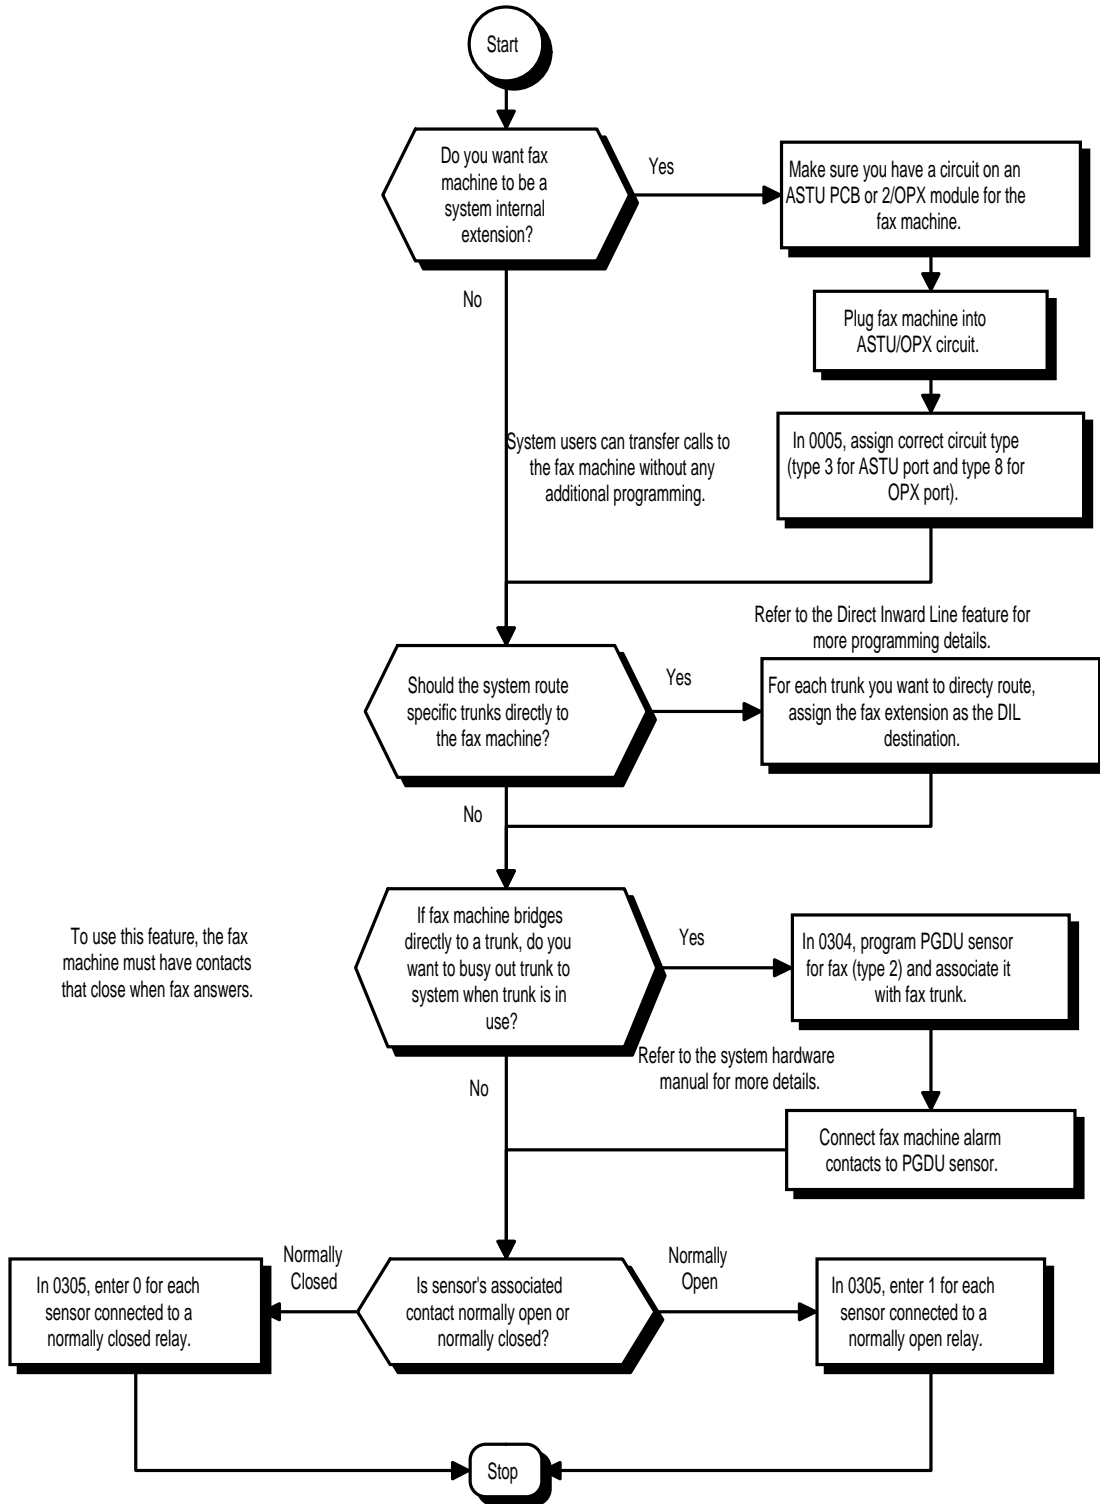 Start
Do you want fax
machine to be a
system internal
extension?
Yes
Make sure you have a circuit on an
ASTU PCB or 2/OPX module for the
fax machine.
No
Plug fax machine into
ASTU/OPX circuit.
System users can transfer calls to
the fax machine without any
additional programming.
In 0005, assign correct circuit type
(type 3 for ASTU port and type 8 for
OPX port).
Refer to the Direct Inward Line feature for
more programming details.
Should the system route
specific trunks directly to
the fax machine?
Yes
For each trunk you want to directy route,
assign the fax extension as the DIL
destination.
No
To use this feature, the fax
machine must have contacts
that close when fax answers.
If fax machine bridges
directly to a trunk, do you
want to busy out trunk to
system when trunk is in
use?
Yes
In 0304, program PGDU sensor
for fax (type 2) and associate it
with fax trunk.
Refer to the system hardware
manual for more details.
No
Connect fax machine alarm
contacts to PGDU sensor.
In 0305, enter 0 for each
sensor connected to a
normally closed relay.
Normally
Closed
Is sensor's associated
contact normally open or
normally closed?
Normally
Open
In 0305, enter 1 for each
sensor connected to a
normally open relay.
Stop